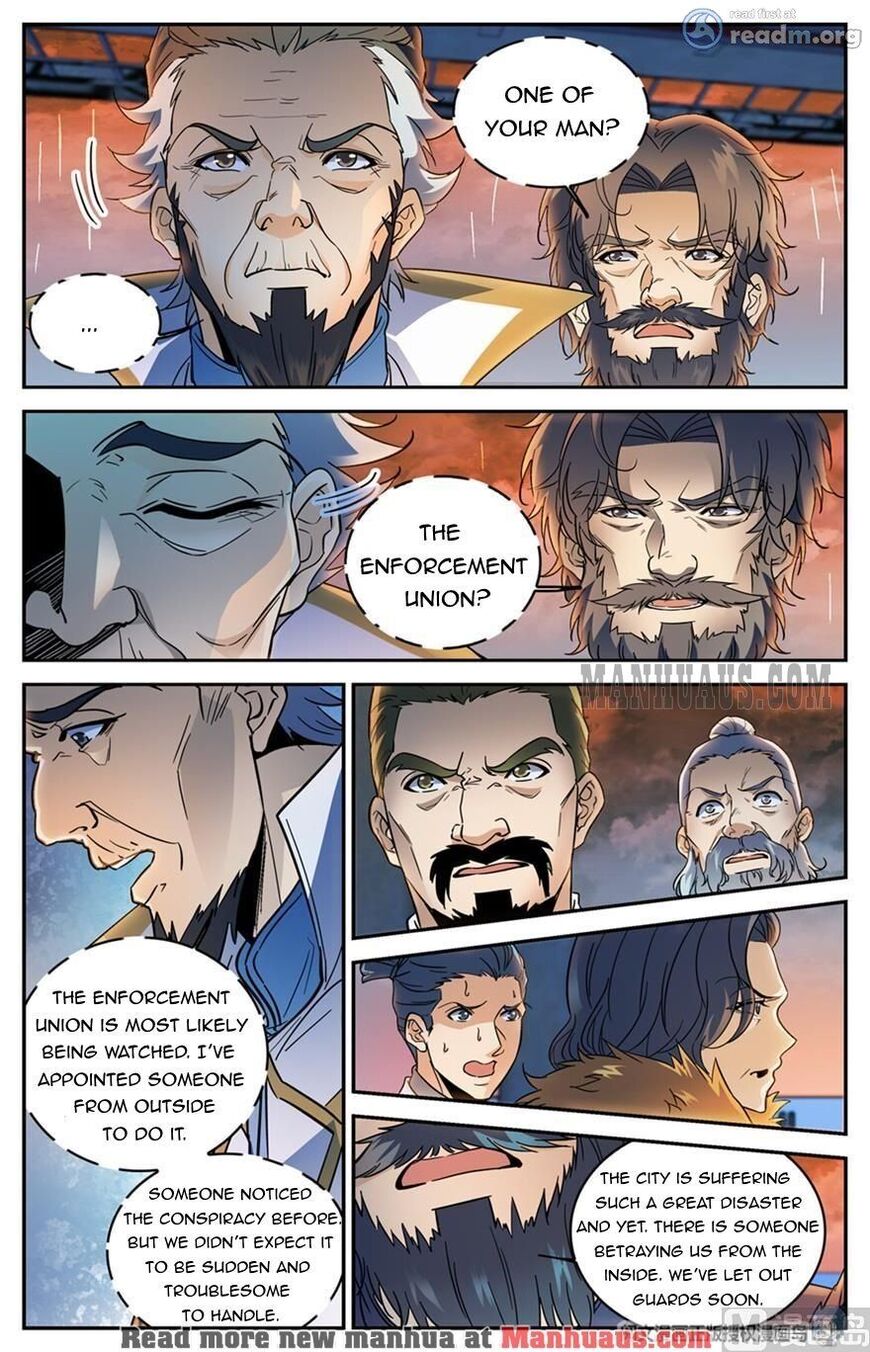 read first at
readm.org
ONE OF
YOUR MAN?
...
THE
ENFORCEMENT
UNION?
MANHUAUS.COM
THE ENFORCEMENT
UNION IS MOST LIKELY
BEING WATCHED. I'VE
APPOINTED SOMEONE
FROM OUTSIDE
TO DO IT.
SOMEONE NOTICED
THE CONSPIRACY BEFORE.
BUT WE DIDN'T EXPECT IT
TO BE SUDDEN AND
TROUBLESOME
TO HANDLE.
THE CITY IS SUFFERING
SUCH A GREAT DISASTER
AND YET. THERE IS SOMEONE
BETRAYING US FROM THE
INSIDE. WE'VE LET OUT
GUARDS SOON.
漫画岛
Read more new manhua at Manhuaus.com